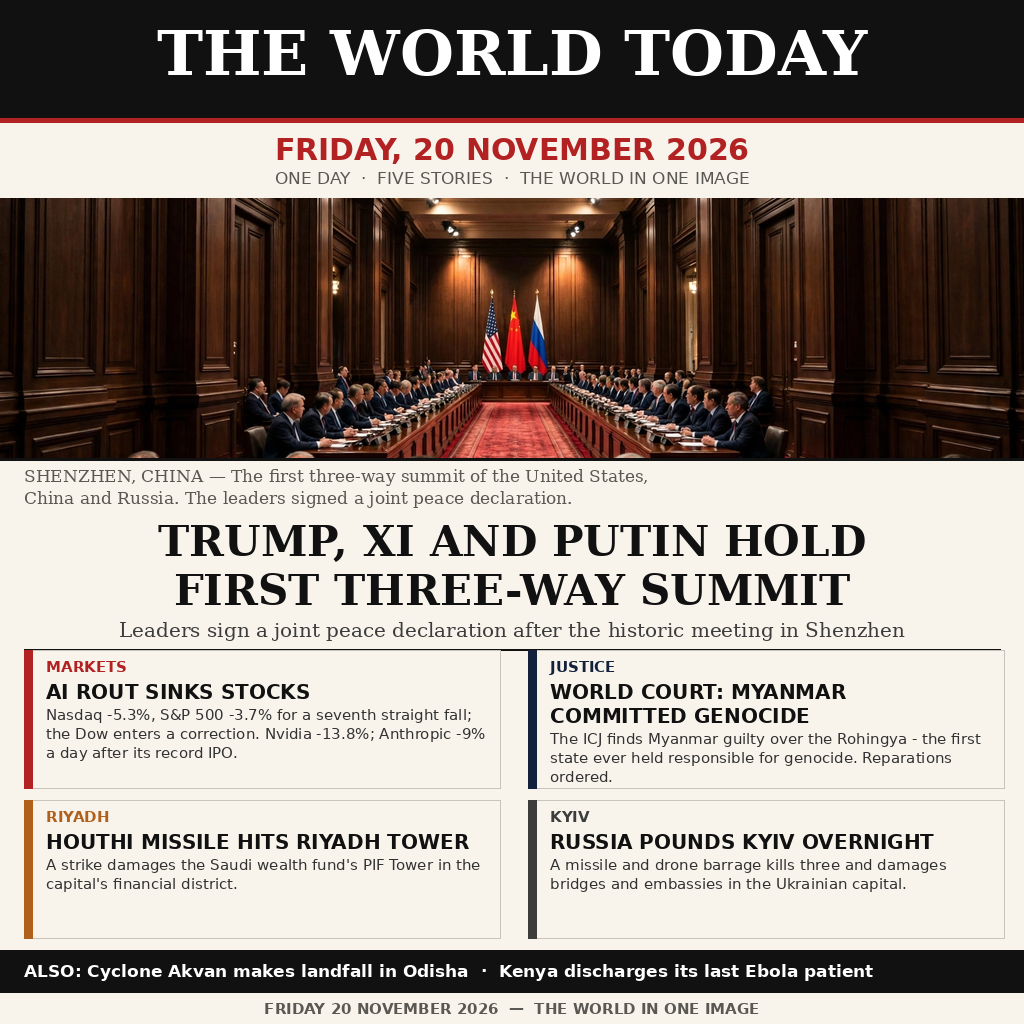 THE WORLD TODAY
FRIDAY, 20 NOVEMBER 2026
ONE DAY · FIVE STORIES · THE WORLD IN ONE IMAGE
SHENZHEN, CHINA — The first three-way summit of the United States,
China and Russia. The leaders signed a joint peace declaration.
TRUMP, XI AND PUTIN HOLD
FIRST THREE-WAY SUMMIT
Leaders sign a joint peace declaration after the historic meeting in Shenzhen
MARKETS
AI ROUT SINKS STOCKS
Nasdaq -5.3%, S&P 500 -3.7% for a seventh straight fall;
the Dow enters a correction. Nvidia -13.8%; Anthropic -9%
a day after its record IPO.
JUSTICE
WORLD COURT: MYANMAR
COMMITTED GENOCIDE
The ICJ finds Myanmar guilty over the Rohingya - the first
state ever held responsible for genocide. Reparations
ordered.
RIYADH
HOUTHI MISSILE HITS RIYADH TOWER
A strike damages the Saudi wealth fund's PIF Tower in the
capital's financial district.
KYIV
RUSSIA POUNDS KYIV OVERNIGHT
A missile and drone barrage kills three and damages
bridges and embassies in the Ukrainian capital.
ALSO: Cyclone Akvan makes landfall in Odisha · Kenya discharges its last Ebola patient
FRIDAY 20 NOVEMBER 2026 — THE WORLD IN ONE IMAGE